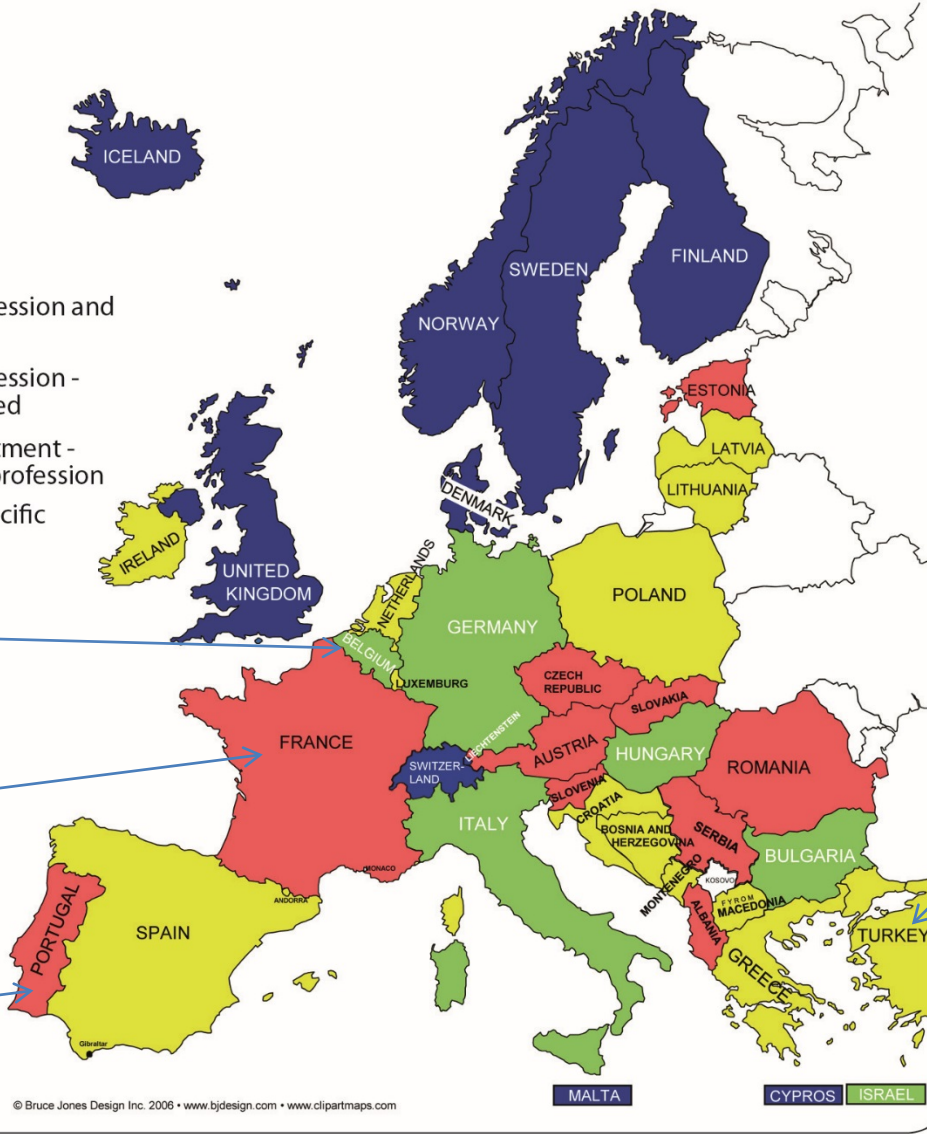 ICELAND
SWEDEN
FINLAND
NORWAY
ession and
ession -
ed
tment -
profession
cific
ESTONIA
LATVIA
LITHUANIA
DENMARK
IRELAND
UNITED
KINGDOM
NETHERLANDS
POLAND
GERMANY
BELGIUM
LUXEMBURG
CZECH
REPUBLIC
SLOVAKIA
LIECHTENSTEIN
FRANCE
SWITZER-
LAND
AUSTRIA
HUNGARY
ROMANIA
SLOVENIA
CROATIA
ITALY
BOSNIA AND
HERZEGOVINA
SERBIA
BULGARIA
MONACO
MONTENEGRO
KOSOVO
ANDORRA
FYROM
MACEDONIA
ALBANIA
PORTUGAL
SPAIN
TURKEY
GREECE
Gibraltar
MALTA
CYPROS
ISRAEL
© Bruce Jones Design Inc. 2006 • www.bjdesign.com • www.clipartmaps.com